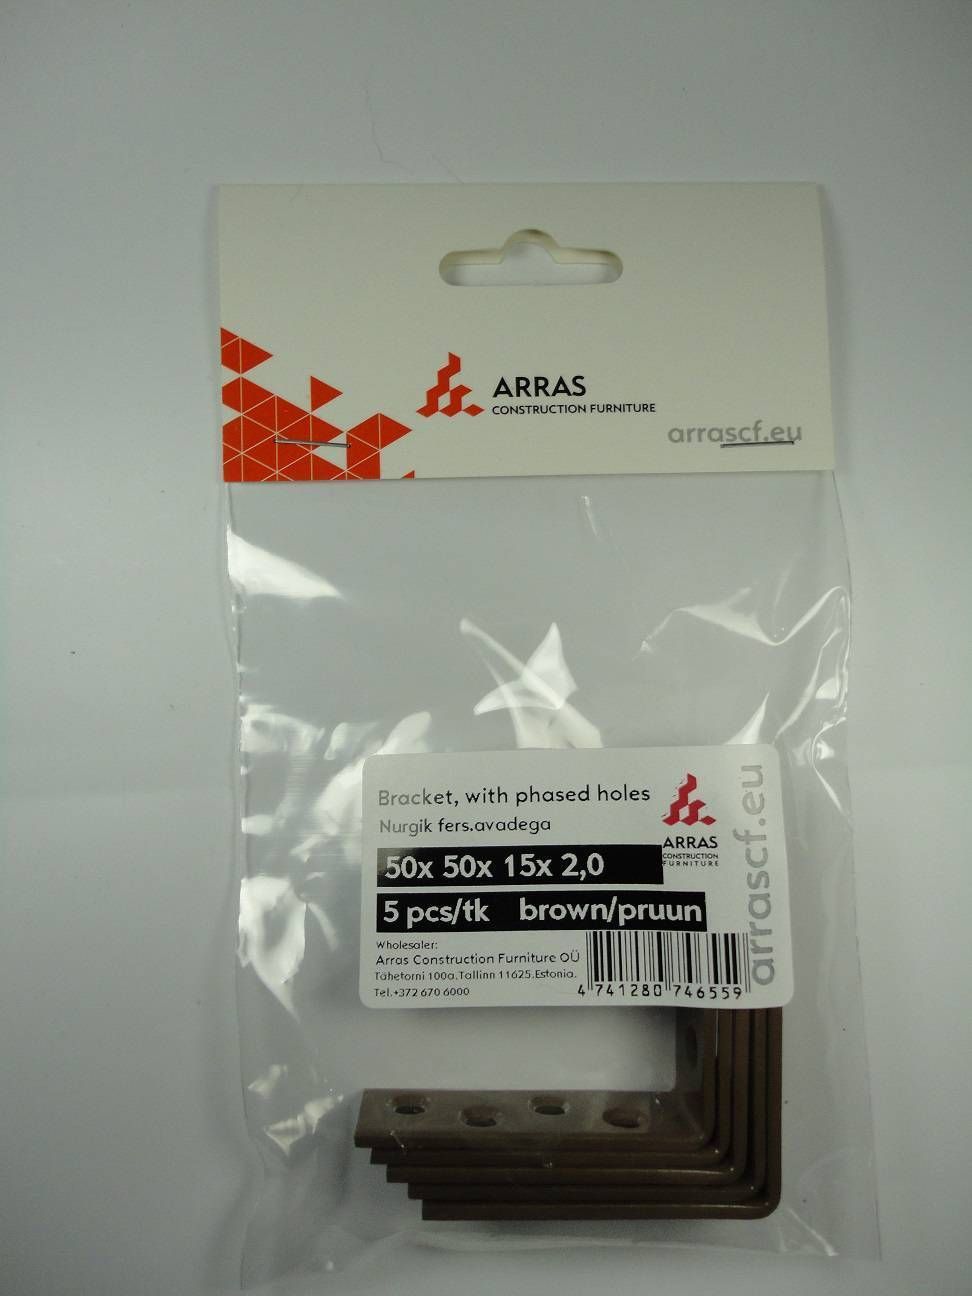 ARRAS
CONSTRUCTION FURNITURE
arrascf.eu
Bracket, with phased holes
Nurgik fers.avadega
50x 50x 15x 2,0
5 pcs/tk brown/pruun
Wholesaler:
Arras Construction Furniture OÜ
Tähetorni 100a,Tallinn 11625,Estonia.
Tel.+372 670 6000
4 741280 746559
ARRAS
CONSTRUCTION
FURNITURE
arrascf.eu